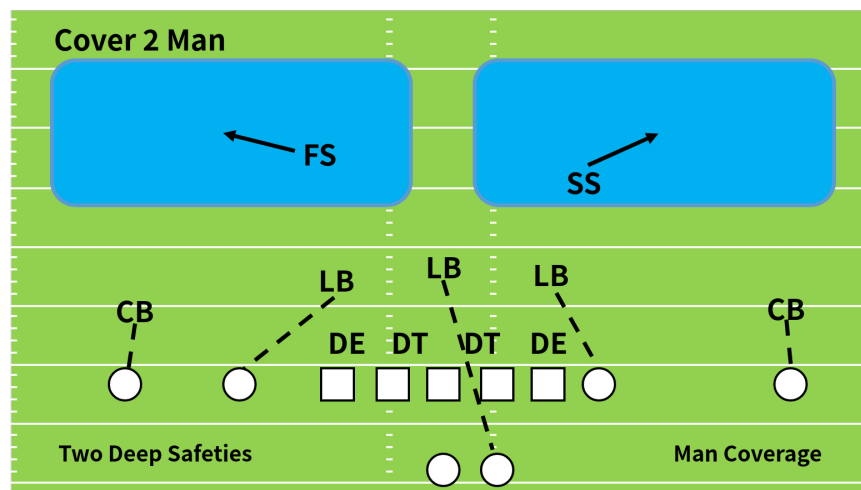 Cover 2 Man
FS
SS
LB
LB
LB
CB
CB
DE DT DT DE
Two Deep Safeties
Man Coverage